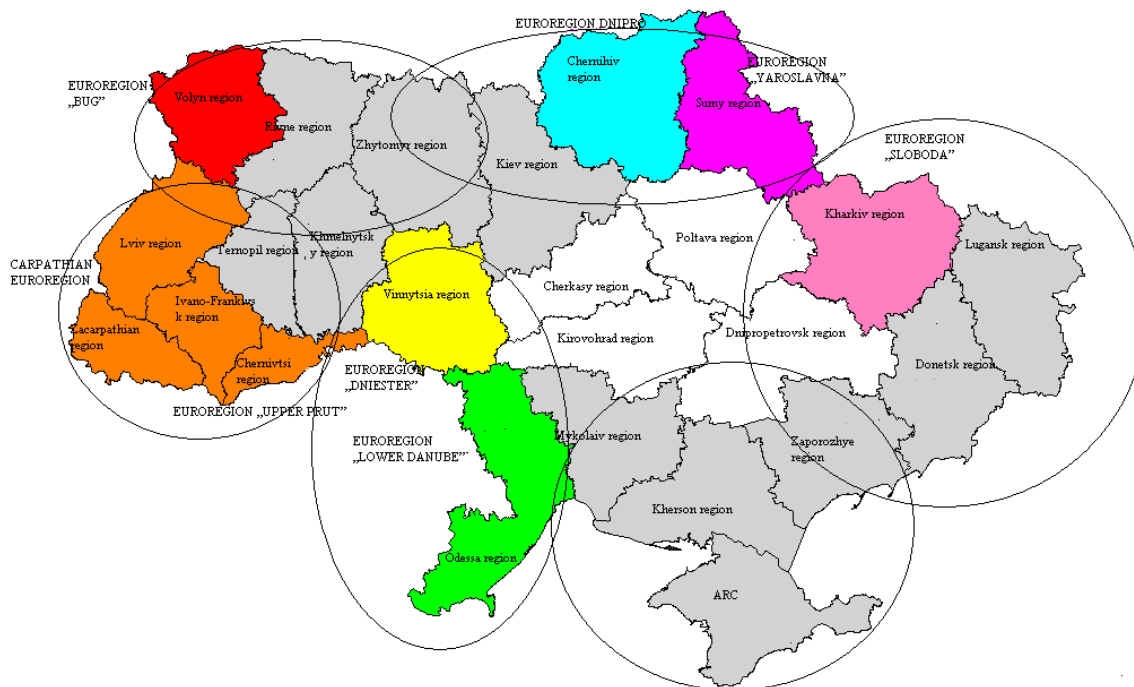 EUROREGION DNIPRO
Chernihiv
region
EUROREGION
„YAROSLAVNA”
EUROREGION
„BUG”
Volyn region
Sumy region
Rivne region
Zhytomyr region
Kiev region
EUROREGION
„SLOBODA”
Kharkiv region
Lviv region
Ternopil region
Khmelnytsk
y region
Poltava region
Lugansk region
CARPATHIAN
EUROREGION
Ivano-Frankivs
k region
Vinnytsia region
Cherkasy region
Zacarpathian
region
Chernivtsi
region
Kirovohrad region
Dnipropetrovsk region
Donetsk region
EUROREGION
„DNIESTER”
EUROREGION „UPPER PRUT”
EUROREGION
„LOWER DANUBE”
Mykolaiv region
Zaporozhye
region
Kherson region
Odessa region
ARC